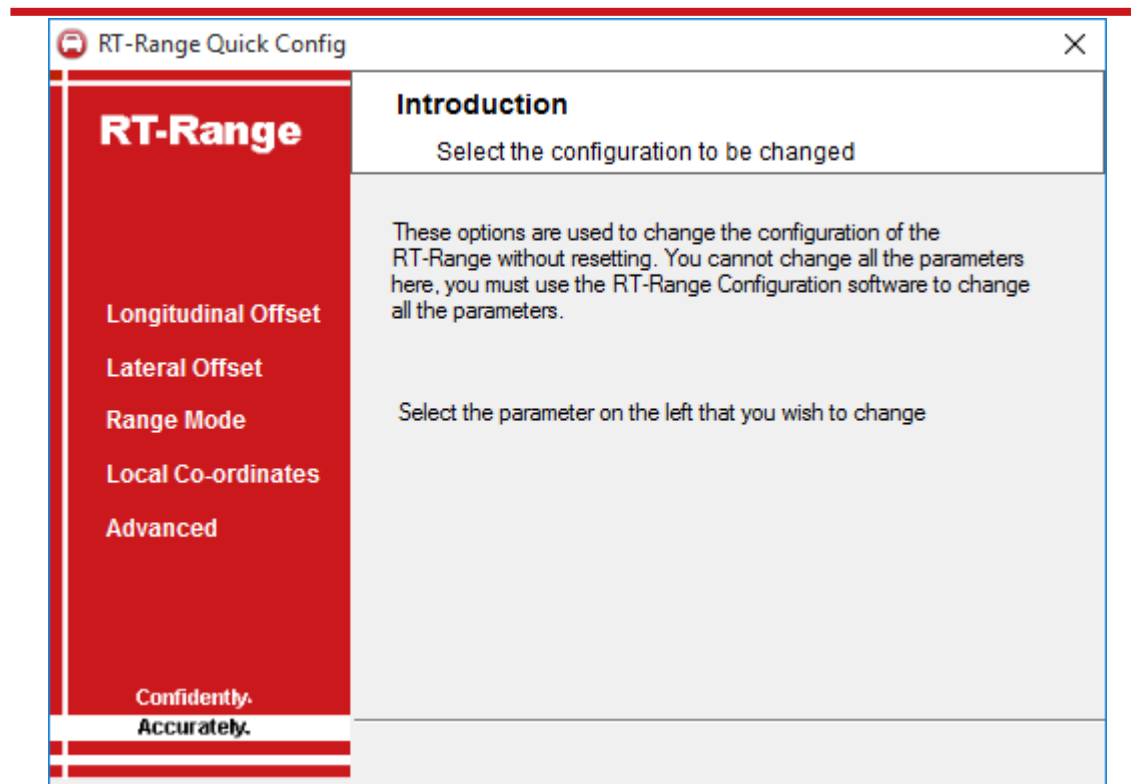 RT-Range Quick Config
RT-Range
Introduction
Select the configuration to be changed
These options are used to change the configuration of the
RT-Range without resetting. You cannot change all the parameters
here, you must use the RT-Range Configuration software to change
all the parameters.
Select the parameter on the left that you wish to change
Longitudinal Offset
Lateral Offset
Range Mode
Local Co-ordinates
Advanced
Confidently.
Accurately.